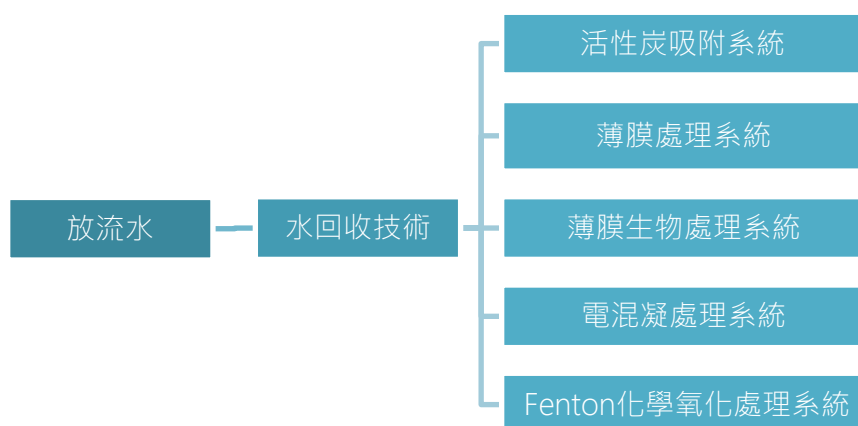 放流水
水回收技術
活性炭吸附系統
薄膜處理系統
薄膜生物處理系統
電混凝處理系統
Fenton化學氧化處理系統